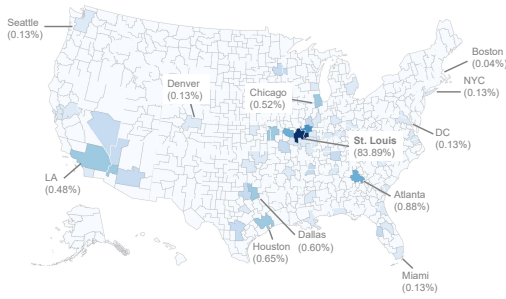 Seattle
(0.13%)
Boston
(0.04%)
NYC
(0.13%)
Denver
(0.13%)
Chicago
(0.52%)
St. Louis
(83.89%)
DC
(0.13%)
LA
(0.48%)
Atlanta
(0.88%)
Dallas
(0.60%)
Houston
(0.65%)
Miami
(0.13%)